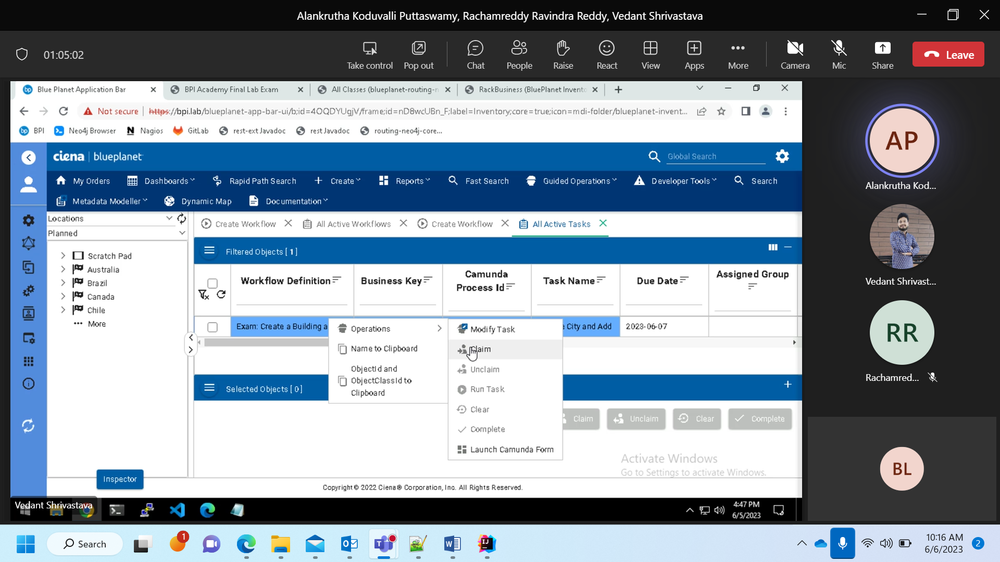 Alankrutha Koduvalli Puttaswamy, Rachamreddy Ravindra Reddy, Vedant Shrivastava
01:05:02
Take control
Pop out
Chat
People
Raise
React
View
Apps
More
Camera
Mic
Share
Leave
Blue Planet Application Bar
BPI Academy Final Lab Exam
All Classes (blueplanet-routing-n
RackBusiness (BluePlanet Invento
Not secure
https://bpi.lab/blueplanet-app-bar-ui/b;id=4OQDYUgjV/frame;id=nD8wcUBn_F;label=Inventory;core=true;icon=mdi-folder/blueplanet-invent...
BPI
Neo4j Browser
Nagios
GitLab
rest-ext Javadoc
rest Javadoc
routing-neo4j-core...
ciena | blueplanet
Global Search
My Orders
Dashboards
Rapid Path Search
Create
Reports
Fast Search
Guided Operations
Developer Tools
Search
Metadata Modeller
Dynamic Map
Documentation
Locations
Planned
Scratch Pad
Australia
Brazil
Canada
Chile
More
Inspector
Create Workflow
All Active Workflows
Create Workflow
All Active Tasks
Filtered Objects [ 1 ]
Workflow Definition
Business Key
Camunda
Process Id
Task Name
Due Date
Assigned Group
Exam: Create a Building a
e City and Add
2023-06-07
Operations
Name to Clipboard
ObjectId and
ObjectClassId to
Clipboard
Modify Task
Claim
Unclaim
Run Task
Clear
Complete
Launch Camunda Form
Selected Objects [ 0 ]
Claim
Unclaim
Clear
Complete
Activate Windows
Go to Settings to activate Windows.
Copyright © 2022 Ciena® Corporation, Inc. All Rights Reserved.
Vedant Shrivastava
4:47 PM
6/5/2023
AP
Alankrutha Kod...
Vedant Shrivast...
RR
Rachamred...
BL
Search
1
10:16 AM
6/6/2023
2